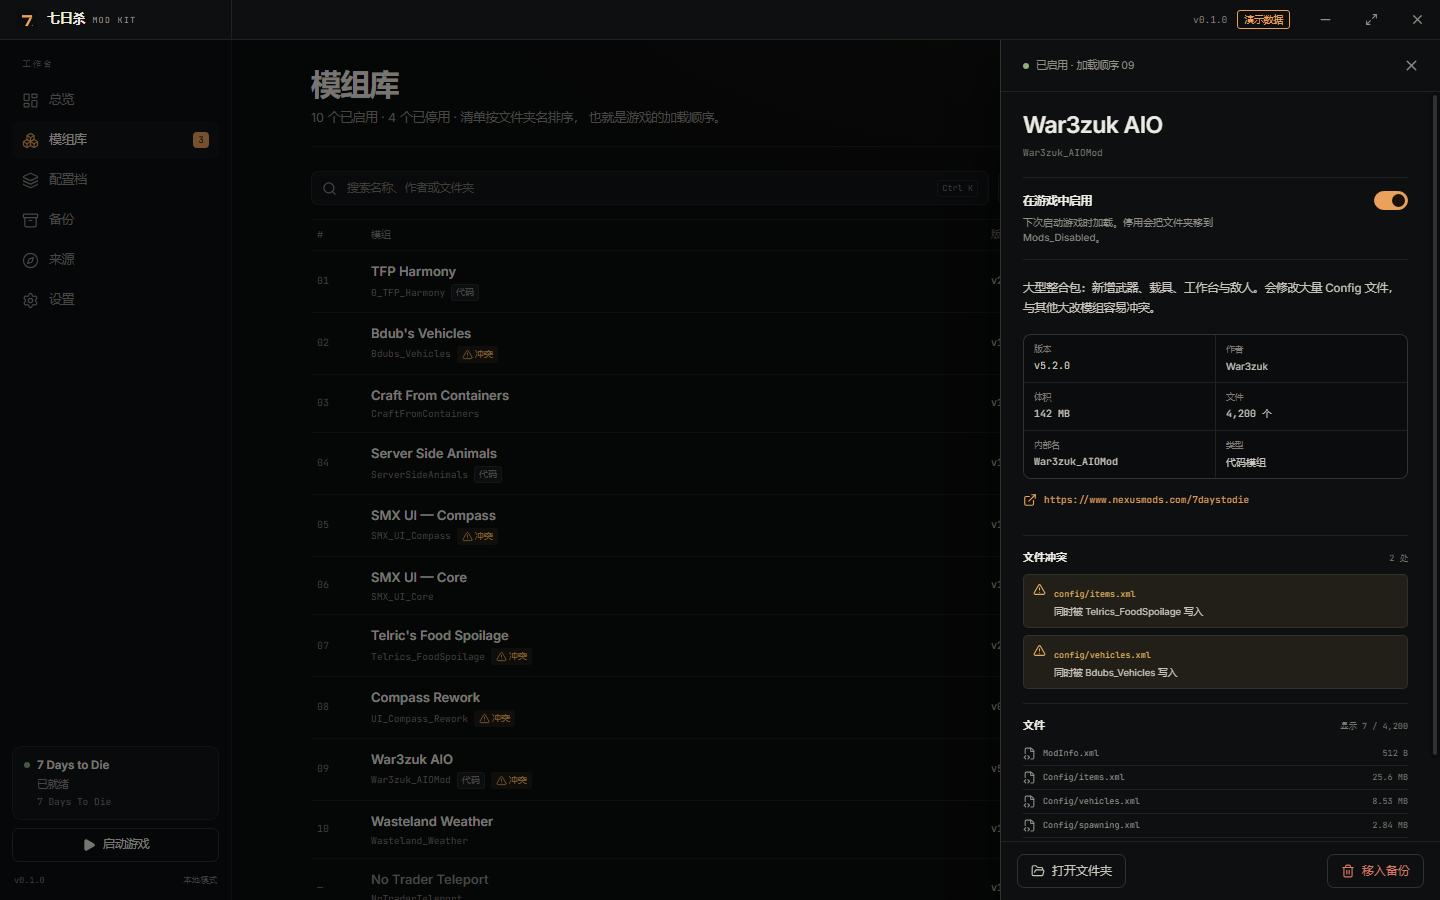 7 七日杀 MOD KIT
v0.1.0 演示数据
工作台
总览
模组库 3
配置档
备份
来源
设置
7 Days to Die
已就绪
7 Days To Die
启动游戏
v0.1.0 本地模式
模组库
10 个已启用 · 4 个已停用 · 清单按文件夹名排序， 也就是游戏的加载顺序。
搜索名称、作者或文件夹 Ctrl K
# 模组 版
01 TFP Harmony v2
0_TFP_Harmony 代码
02 Bdub's Vehicles v1
Bdubs_Vehicles 冲突
03 Craft From Containers v1
CraftFromContainers
04 Server Side Animals v1
ServerSideAnimals 代码
05 SMX UI — Compass v1
SMX_UI_Compass 冲突
06 SMX UI — Core v1
SMX_UI_Core
07 Telric's Food Spoilage v2
Telrics_FoodSpoilage 冲突
08 Compass Rework v0
UI_Compass_Rework 冲突
09 War3zuk AIO v5
War3zuk_AIOMod 代码 冲突
10 Wasteland Weather v1
Wasteland_Weather
— No Trader Teleport v1
NoTraderTeleport
已启用 · 加载顺序 09
War3zuk AIO
War3zuk_AIOMod
在游戏中启用
下次启动游戏时加载。停用会把文件夹移到
Mods_Disabled。
大型整合包：新增武器、载具、工作台与敌人。会修改大量 Config 文件，
与其他大改模组容易冲突。
版本 作者
v5.2.0 War3zuk
体积 文件
142 MB 4,200 个
内部名 类型
War3zuk_AIOMod 代码模组
https://www.nexusmods.com/7daystodie
文件冲突 2 处
config/items.xml
同时被 Telrics_FoodSpoilage 写入
config/vehicles.xml
同时被 Bdubs_Vehicles 写入
文件 显示 7 / 4,200
ModInfo.xml 512 B
Config/items.xml 25.6 MB
Config/vehicles.xml 8.53 MB
Config/spawning.xml 2.84 MB
打开文件夹 移入备份